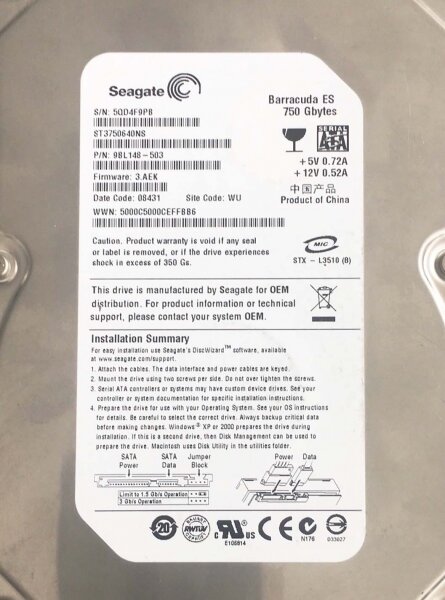 Seagate
Barracuda ES
750 Gbytes
S/N: 5QD4F9PB
ST3750640NS
P/N: 9BL148-503
Firmware: 3.AEK
Date Code: 08431 Site Code: WU
WWN: 5000C5000CEFFBB6
SERIAL
ATA
+5V 0.72A
+12V 0.52A
中国产品
Product of China
Caution. Product warranty is void if any seal
or label is removed, or if the drive experiences
shock in excess of 350 Gs.
MIC
STX - L3510 (B)
This drive is manufactured by Seagate for OEM
distribution. For product information or technical
support, please contact your system OEM.
Installation Summary
For easy installation use Seagate's DiscWizard™ software, available
at www.seagate.com/support.
1. Attach the cables. The data interface and power cables are keyed.
2. Mount the drive using two screws per side. Do not over tighten the screws.
3. Serial ATA controllers or systems may have custom device drives. See your
controller or system documentation for specific installation instructions.
4. Prepare the drive for use with your Operating System. See your OS instructions
for details. Be careful to select the correct drive. Always backup critical data
before making changes. Windows® XP or 2000 prepares the drive during
installation. If this is a second drive, then Disk Management can be used to
prepare the drive. Macintosh uses Disk Utility in the utilities folder.
SATA Power
SATA Data
Jumper Block
Power Data
Limit to 1.5 Gb/s Operation
3 Gb/s Operation
20
c RU us
E106814
CE
N176
D33027